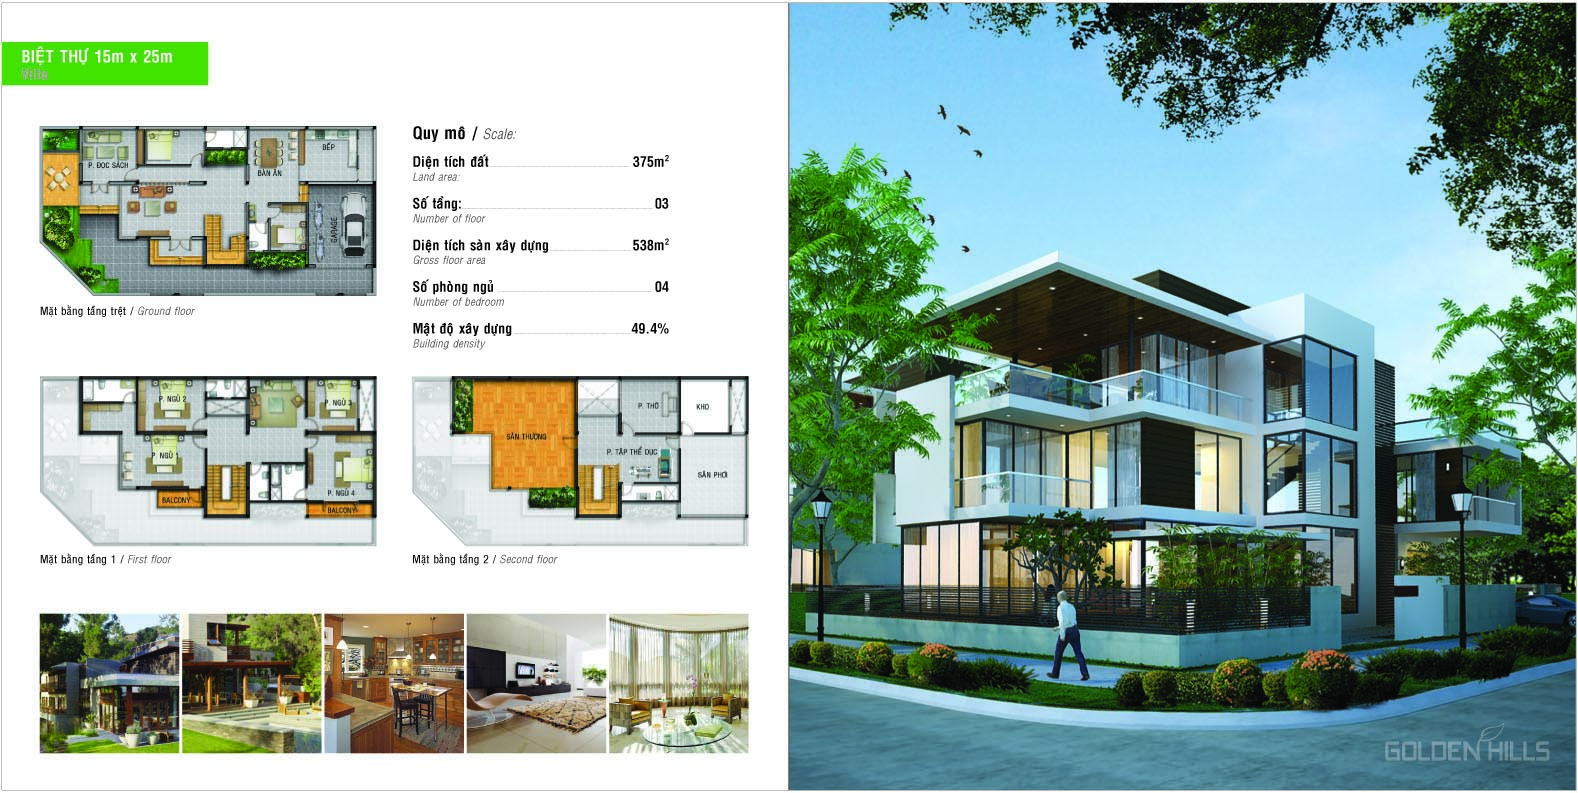 BIỆT THỰ 15m x 25m
Villa
P. ĐỌC SÁCH
BÀN ĂN
BẾP
GARAGE
Mặt bằng tầng trệt / Ground floor
Quy mô / Scale:
Diện tích đất 375m²
Land area:
Số tầng: 03
Number of floor
Diện tích sàn xây dựng 538m²
Gross floor area
Số phòng ngủ 04
Number of bedroom
Mật độ xây dựng 49.4%
Building density
P. NGỦ 2
P. NGỦ 3
P. NGỦ 1
P. NGỦ 4
BALCONY
BALCONY
Mặt bằng tầng 1 / First floor
SÂN THƯỢNG
P. THỜ
KHO
P. TẬP THỂ DỤC
SÂN PHƠI
Mặt bằng tầng 2 / Second floor
GOLDEN HILLS